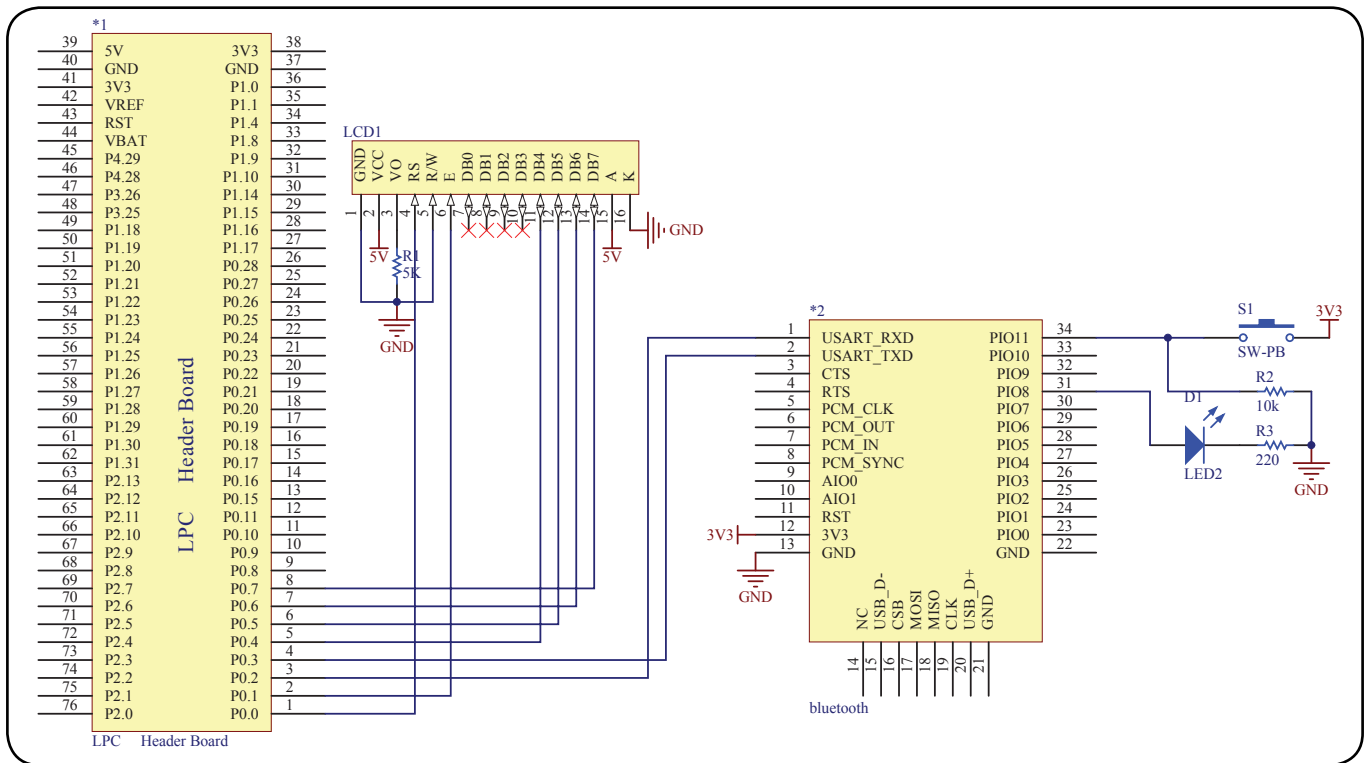 *1
39 5V 3V3 38
40 GND GND 37
41 3V3 P1.0 36
42 VREF P1.1 35
43 RST P1.4 34
44 VBAT P1.8 33
45 P4.29 P1.9 32
46 P4.28 P1.10 31
47 P3.26 P1.14 30
48 P3.25 P1.15 29
49 P1.18 P1.16 28
50 P1.19 P1.17 27
51 P1.20 P0.28 26
52 P1.21 P0.27 25
53 P1.22 P0.26 24
54 P1.23 P0.25 23
55 P1.24 P0.24 22
56 P1.25 P0.23 21
57 P1.26 P0.22 20
58 P1.27 P0.21 19
59 P1.28 P0.20 18
60 P1.29 P0.19 17
61 P1.30 P0.18 16
62 P1.31 P0.17 15
63 P2.13 P0.16 14
64 P2.12 P0.15 13
65 P2.11 P0.11 12
66 P2.10 P0.10 11
67 P2.9 P0.9 10
68 P2.8 P0.8 9
69 P2.7 P0.7 8
70 P2.6 P0.6 7
71 P2.5 P0.5 6
72 P2.4 P0.4 5
73 P2.3 P0.3 4
74 P2.2 P0.2 3
75 P2.1 P0.1 2
76 P2.0 P0.0 1
LPC Header Board
LPC Header Board
LCD1
GND VCC VO RS R/W E DB0 DB1 DB2 DB3 DB4 DB5 DB6 DB7 A K
1 2 3 4 5 6 7 8 9 10 11 12 13 14 15 16
GND
5V
R1
5K
5V
GND
*2
1 USART_RXD PIO11 34
2 USART_TXD PIO10 33
3 CTS PIO9 32
4 RTS PIO8 31
5 PCM_CLK PIO7 30
6 PCM_OUT PIO6 29
7 PCM_IN PIO5 28
8 PCM_SYNC PIO4 27
9 AIO0 PIO3 26
10 AIO1 PIO2 25
11 RST PIO1 24
12 3V3 PIO0 23
13 GND GND 22
3V3
GND
NC USB_D- CSB MOSI MISO CLK USB_D+ GND
14 15 16 17 18 19 20 21
bluetooth
S1
3V3
SW-PB
R2
10k
D1
R3
220
LED2
GND